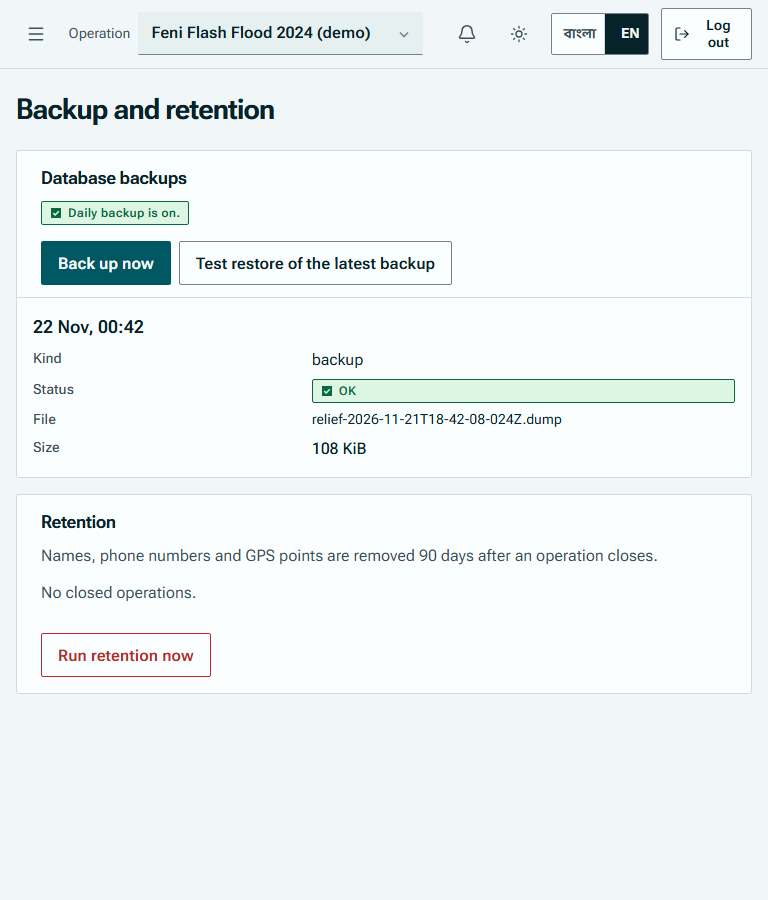 Operation
Feni Flash Flood 2024 (demo)
বাংলা
EN
Log out
Backup and retention
Database backups
Daily backup is on.
Back up now
Test restore of the latest backup
22 Nov, 00:42
Kind
backup
Status
OK
File
relief-2026-11-21T18-42-08-024Z.dump
Size
108 KiB
Retention
Names, phone numbers and GPS points are removed 90 days after an operation closes.
No closed operations.
Run retention now